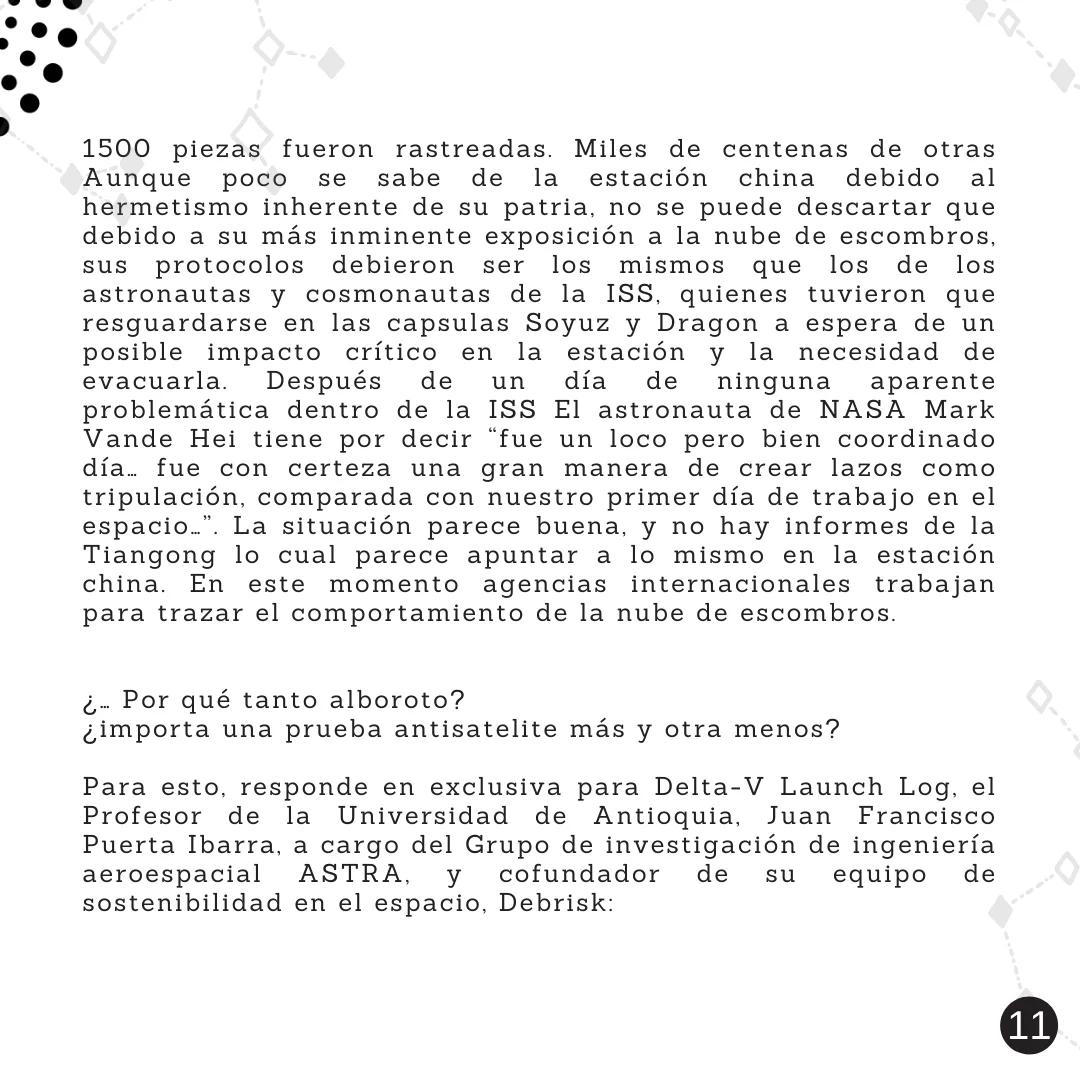 1500 piezas fueron rastreadas. Miles de centenas de otras
Aunque poco se sabe de la estación china debido al
hermetismo inherente de su patria, no se puede descartar que
debido a su más inminente exposición a la nube de escombros,
sus protocolos debieron ser los mismos que los de los
astronautas y cosmonautas de la ISS, quienes tuvieron que
resguardarse en las capsulas Soyuz y Dragon a espera de un
posible impacto crítico en la estación y la necesidad de
evacuarla. Después de un día de ninguna aparente
problemática dentro de la ISS El astronauta de NASA Mark
Vande Hei tiene por decir “fue un loco pero bien coordinado
día… fue con certeza una gran manera de crear lazos como
tripulación, comparada con nuestro primer día de trabajo en el
espacio…”. La situación parece buena, y no hay informes de la
Tiangong lo cual parece apuntar a lo mismo en la estación
china. En este momento agencias internacionales trabajan
para trazar el comportamiento de la nube de escombros.
¿… Por qué tanto alboroto?
¿importa una prueba antisatelite más y otra menos?
Para esto, responde en exclusiva para Delta-V Launch Log, el
Profesor de la Universidad de Antioquia, Juan Francisco
Puerta Ibarra, a cargo del Grupo de investigación de ingeniería
aeroespacial ASTRA, y cofundador de su equipo de
sostenibilidad en el espacio, Debrisk:
11